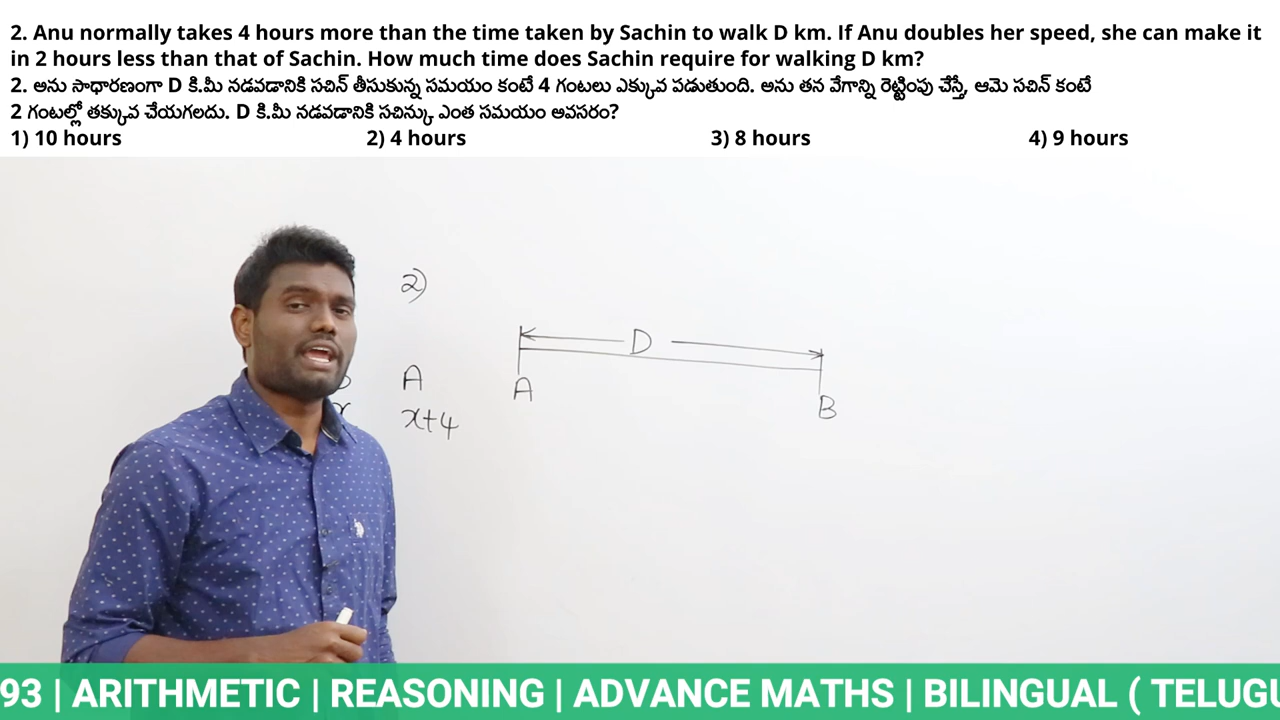 2. Anu normally takes 4 hours more than the time taken by Sachin to walk D km. If Anu doubles her speed, she can make it
in 2 hours less than that of Sachin. How much time does Sachin require for walking D km?
2. అను సాధారణంగా D కి.మీ నడవడానికి సచిన్ తీసుకున్న సమయం కంటే 4 గంటలు ఎక్కువ పడుతుంది. అను తన వేగాన్ని రెట్టింపు చేస్తే, ఆమె సచిన్ కంటే
2 గంటల్లో తక్కువ చేయగలదు. D కి.మీ నడవడానికి సచిన్కు ఎంత సమయం అవసరం?
1) 10 hours 2) 4 hours 3) 8 hours 4) 9 hours
2)
D
A
x+4
A
B
93 | ARITHMETIC | REASONING | ADVANCE MATHS | BILINGUAL ( TELUGU